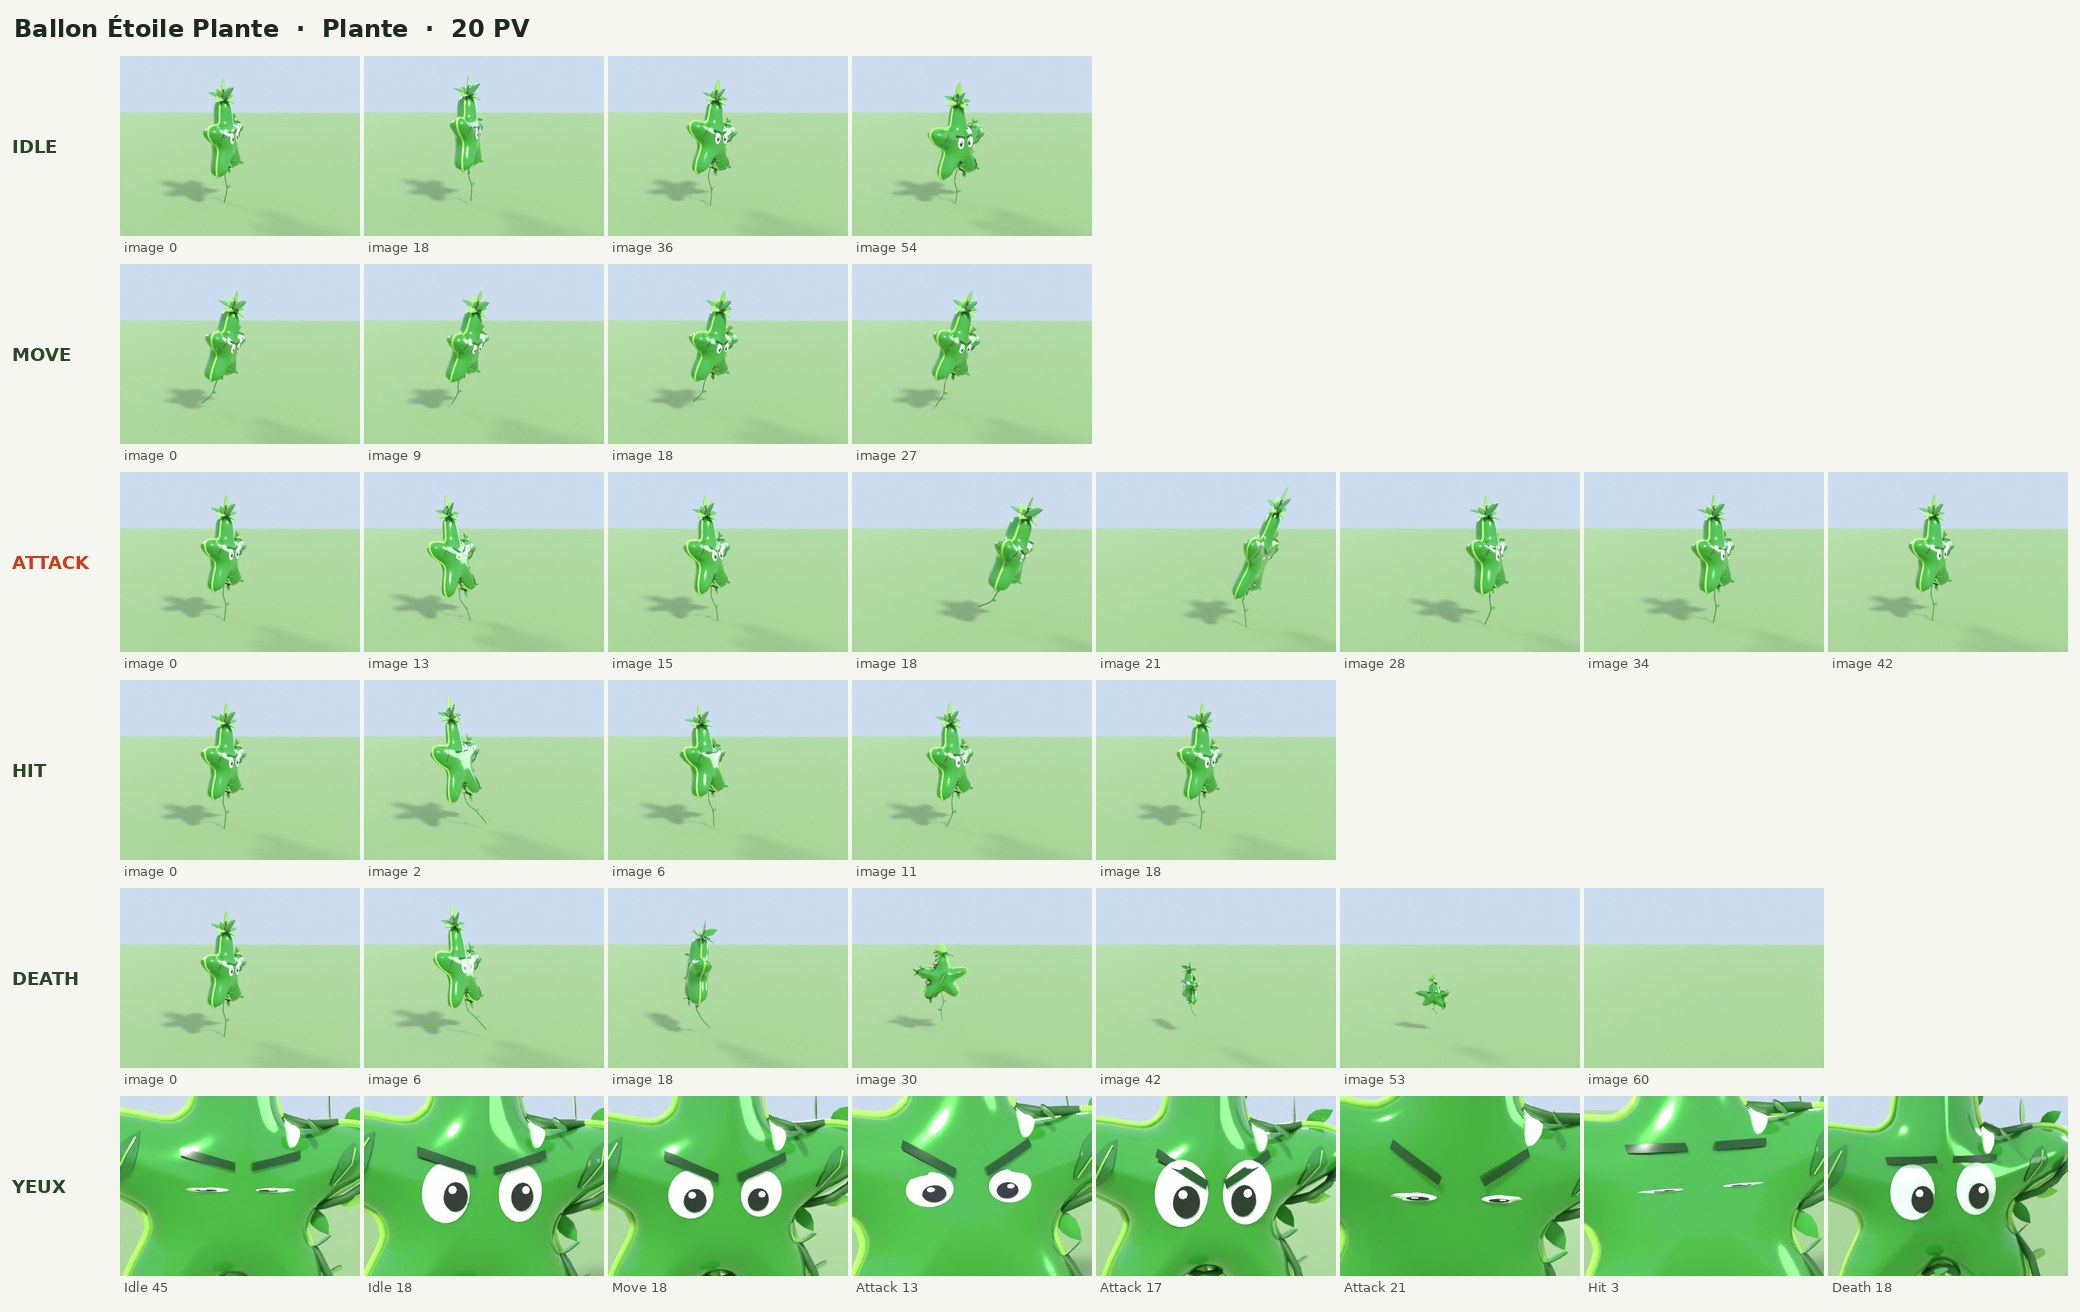 Ballon Étoile Plante · Plante · 20 PV
IDLE
image 0 image 18 image 36 image 54
MOVE
image 0 image 9 image 18 image 27
ATTACK
image 0 image 13 image 15 image 18 image 21 image 28 image 34 image 42
HIT
image 0 image 2 image 6 image 11 image 18
DEATH
image 0 image 6 image 18 image 30 image 42 image 53 image 60
YEUX
Idle 45 Idle 18 Move 18 Attack 13 Attack 17 Attack 21 Hit 3 Death 18